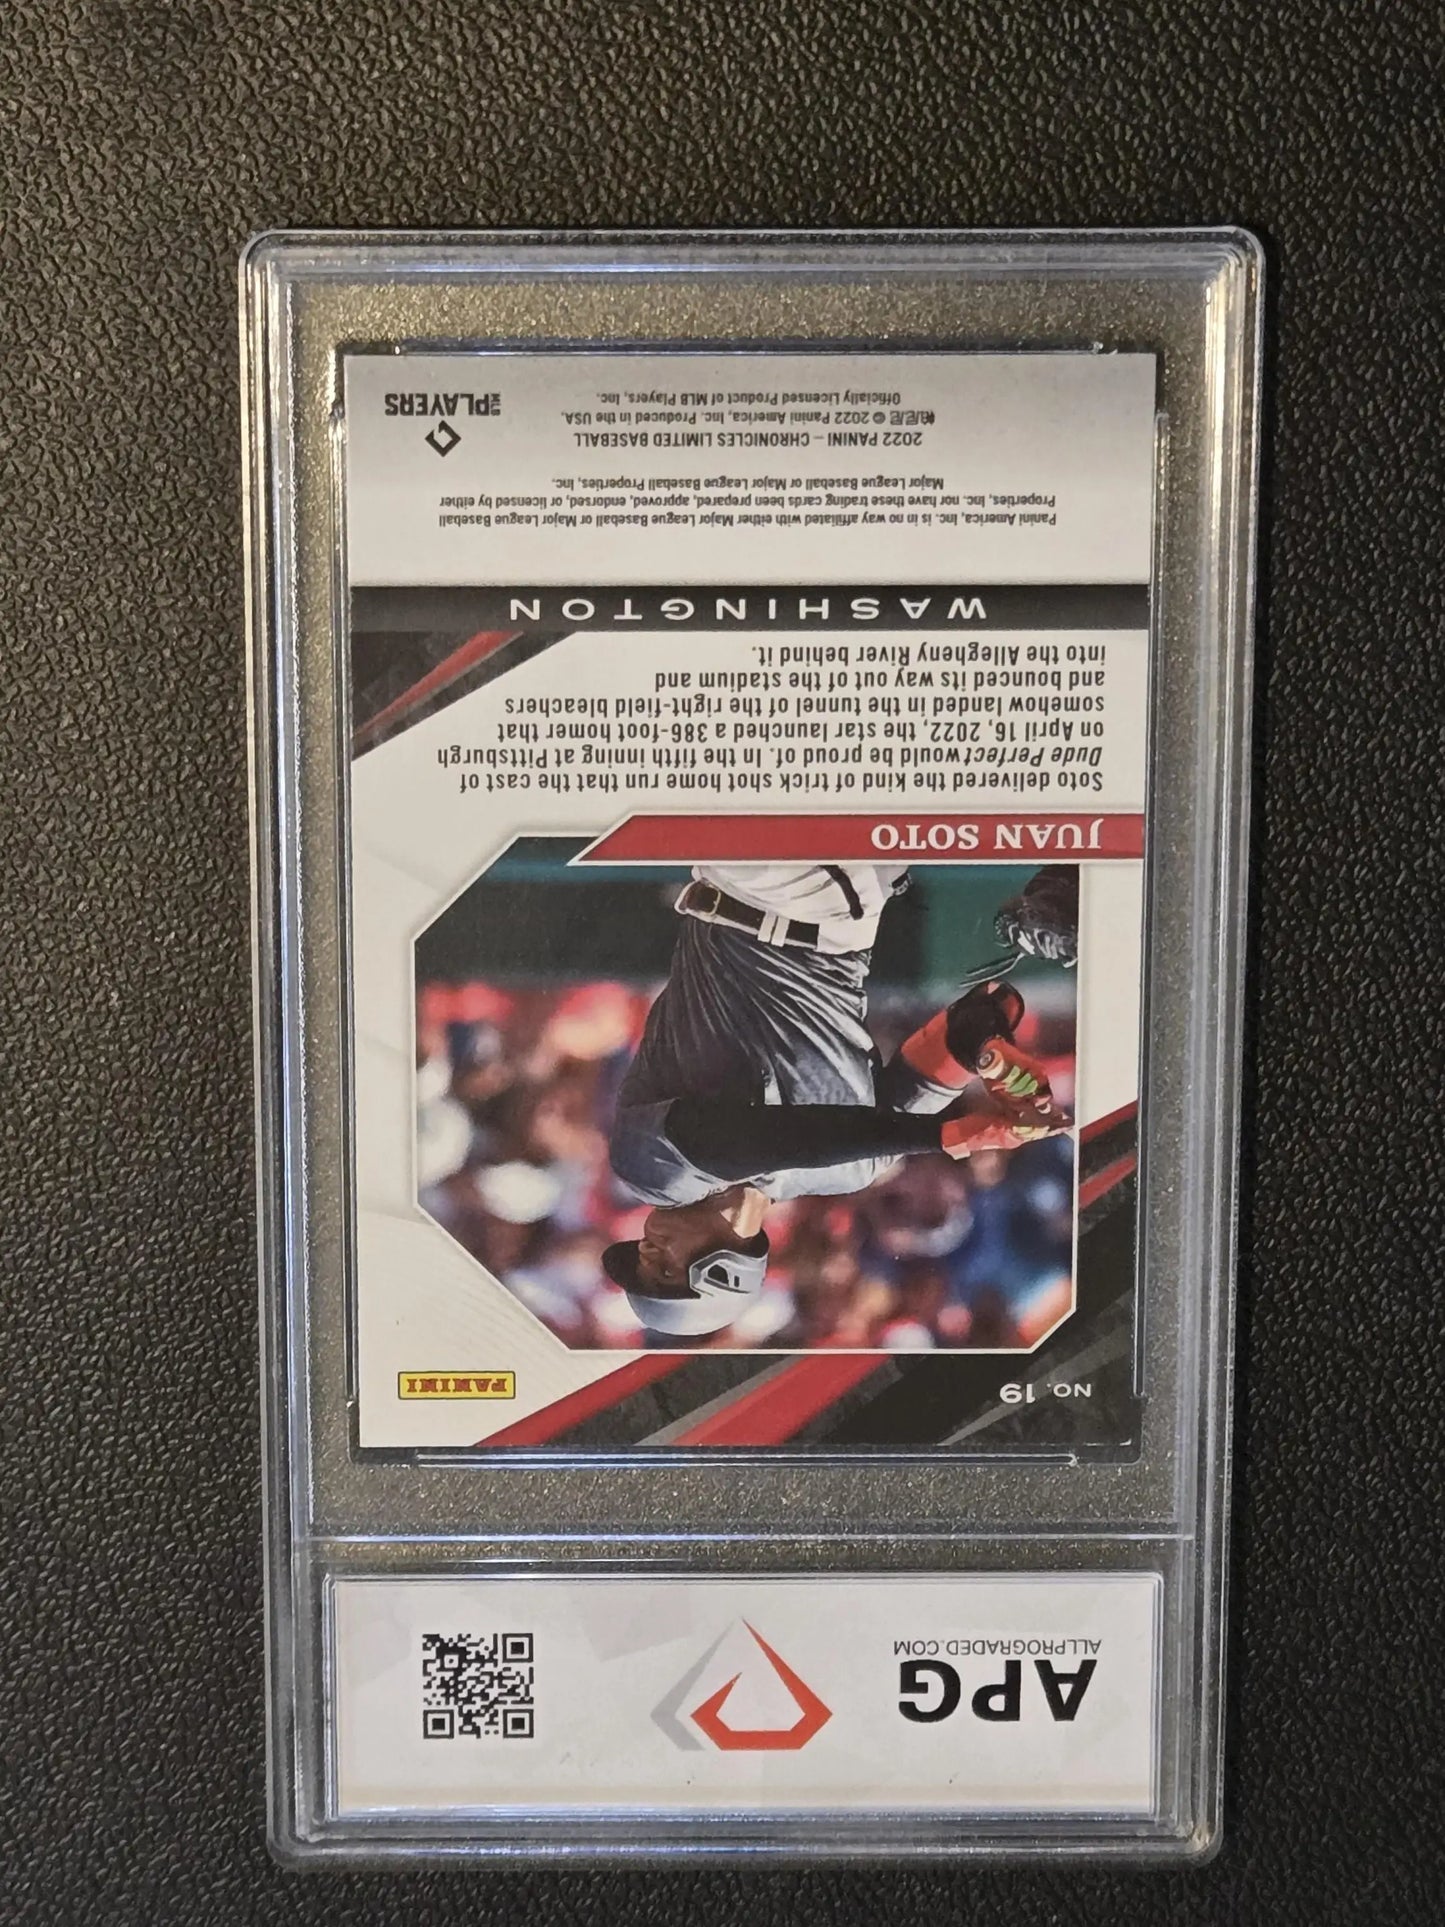 APG
ALLPROGRADED.COM
NO. 19
PANINI
JUAN SOTO
Soto delivered the kind of trick shot home run that the cast of
Dude Perfect would be proud of. In the fifth inning at Pittsburgh
on April 16, 2022, the star launched a 386-foot homer that
somehow landed in the tunnel of the right-field bleachers
and bounced its way out of the stadium and
into the Allegheny River behind it.
WASHINGTON
Panini America, Inc. is in no way affiliated with either Major League Baseball or Major League Baseball
Properties, Inc. nor have these trading cards been prepared, approved, endorsed, or licensed by either
Major League Baseball or Major League Baseball Properties, Inc.
2022 PANINI – CHRONICLES LIMITED BASEBALL
帕尼尼 © 2022 Panini America, Inc. Produced in the USA.
Officially Licensed Product of MLB Players, Inc.
MLB PLAYERS